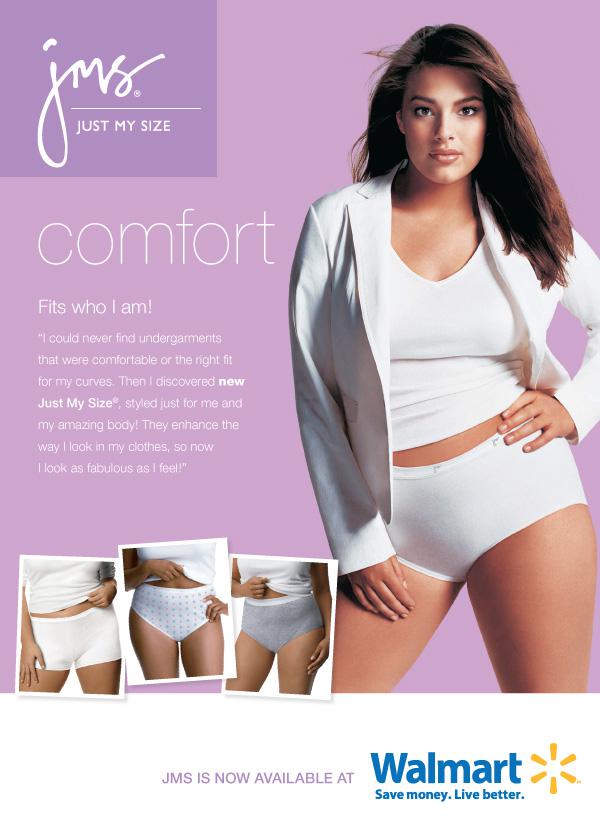 jms®
JUST MY SIZE
comfort
Fits who I am!
“I could never find undergarments
that were comfortable or the right fit
for my curves. Then I discovered new
Just My Size®, styled just for me and
my amazing body! They enhance the
way I look in my clothes, so now
I look as fabulous as I feel!”
JMS IS NOW AVAILABLE AT
Walmart
Save money. Live better.